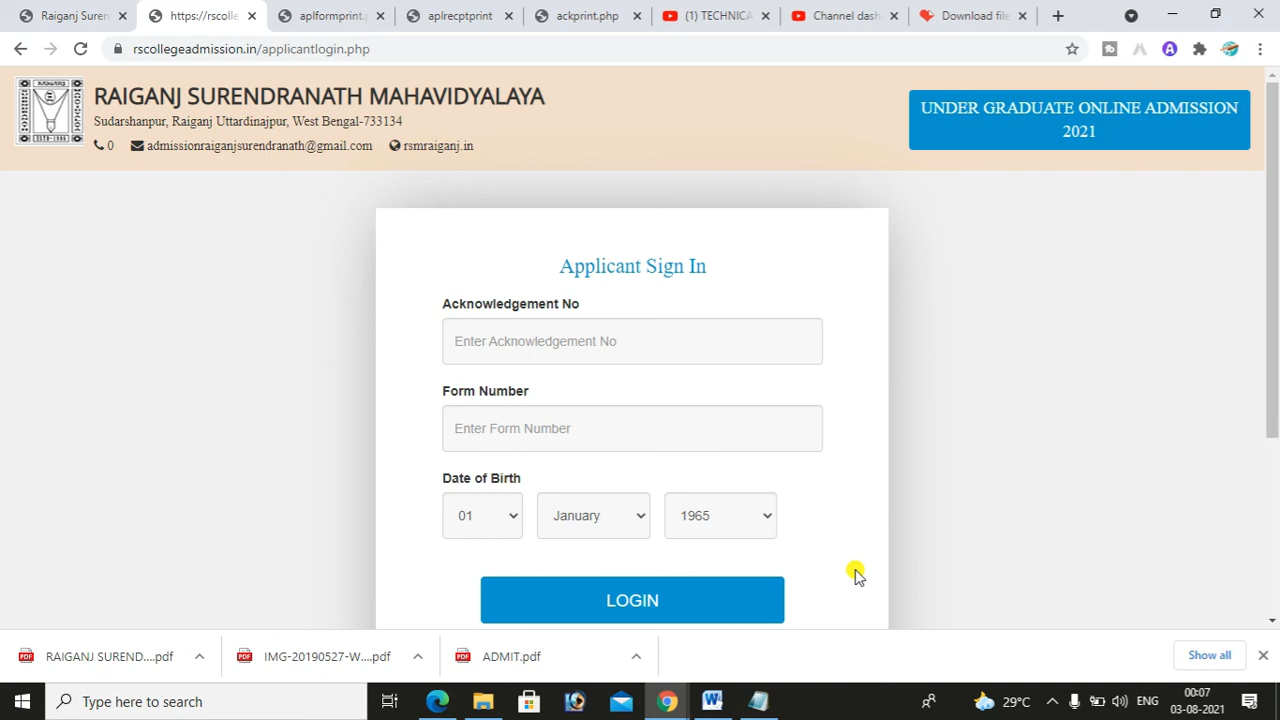 Raiganj Suren
https://rscolle
aplformprint.
aplrecptprint
ackprint.php
(1) TECHNICA
Channel dash
Download file
rscollegeadmission.in/applicantlogin.php
RAIGANJ SURENDRANATH MAHAVIDYALAYA
Sudarshanpur, Raiganj Uttardinajpur, West Bengal-733134
0 admissionraiganjsurendranath@gmail.com rsmraiganj.in
UNDER GRADUATE ONLINE ADMISSION
2021
Applicant Sign In
Acknowledgement No
Enter Acknowledgement No
Form Number
Enter Form Number
Date of Birth
01 January 1965
LOGIN
RAIGANJ SUREND....pdf
IMG-20190527-W....pdf
ADMIT.pdf
Show all
Type here to search
29°C
ENG
00:07
03-08-2021